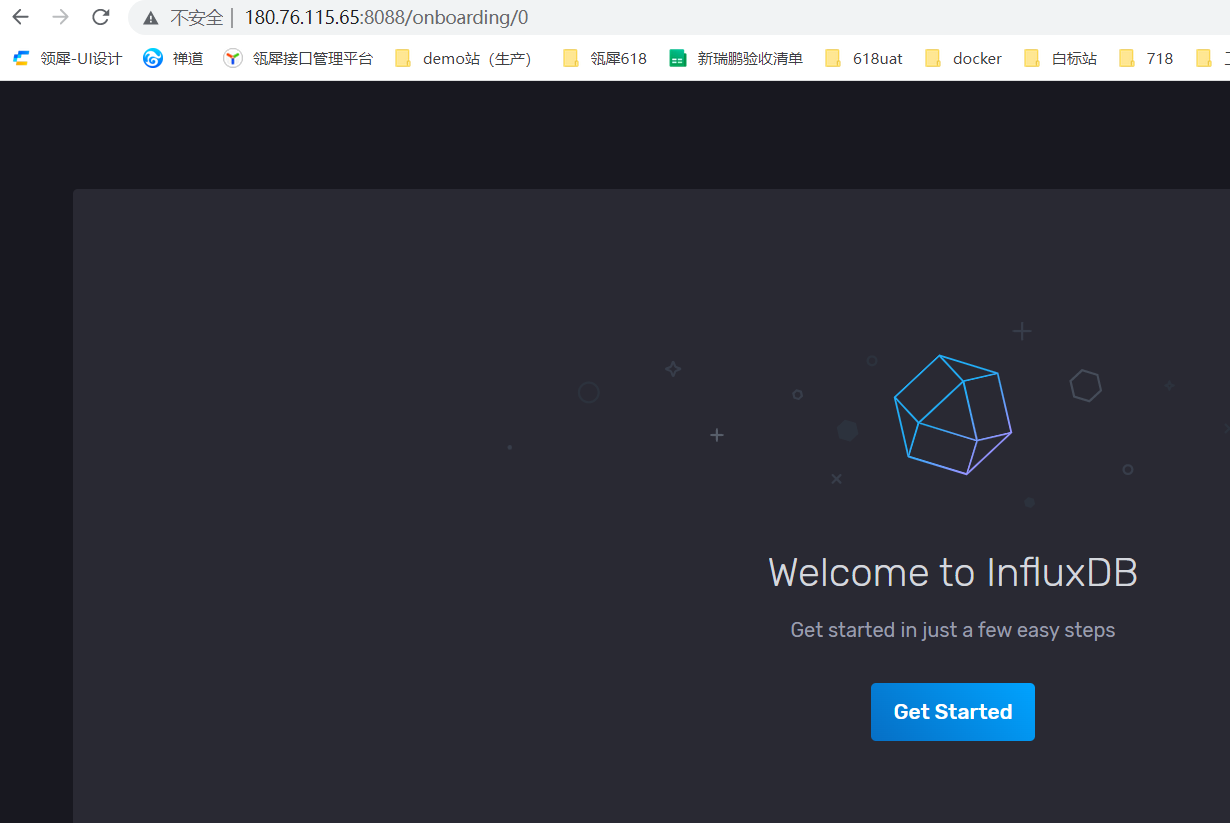 不安全 | 180.76.115.65:8088/onboarding/0
领犀-UI设计 禅道 瓴犀接口管理平台 demo站（生产） 瓴犀618 新瑞鹏验收清单 618uat docker 白标站 718
Welcome to InfluxDB
Get started in just a few easy steps
Get Started